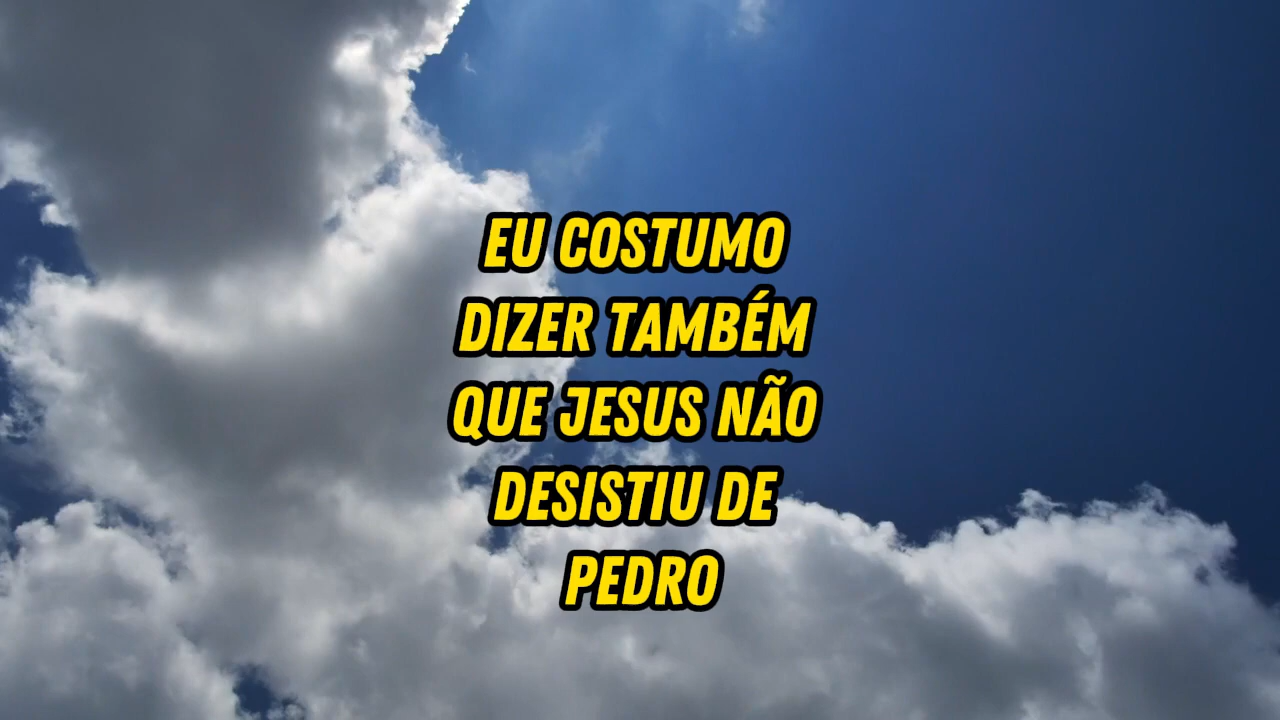 EU COSTUMO
DIZER TAMBÉM
QUE JESUS NÃO
DESISTIU DE
PEDRO